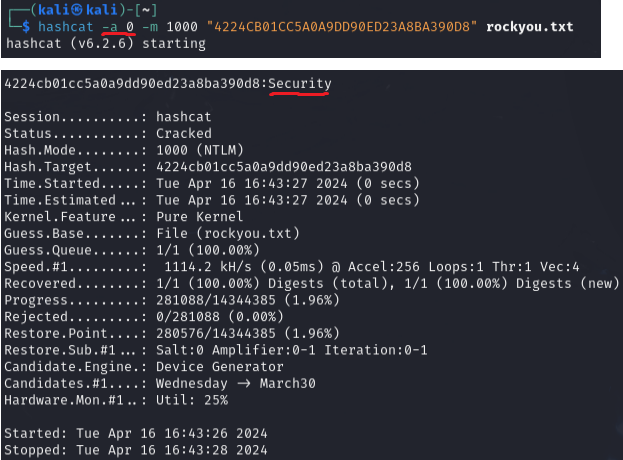 ┌──(kali㉿kali)-[~]
└─$ hashcat -a 0 -m 1000 "4224CB01CC5A0A9DD90ED23A8BA390D8" rockyou.txt
hashcat (v6.2.6) starting
4224cb01cc5a0a9dd90ed23a8ba390d8:Security
Session..........: hashcat
Status...........: Cracked
Hash.Mode........: 1000 (NTLM)
Hash.Target......: 4224cb01cc5a0a9dd90ed23a8ba390d8
Time.Started.....: Tue Apr 16 16:43:27 2024 (0 secs)
Time.Estimated...: Tue Apr 16 16:43:27 2024 (0 secs)
Kernel.Feature...: Pure Kernel
Guess.Base.......: File (rockyou.txt)
Guess.Queue......: 1/1 (100.00%)
Speed.#1.........:  1114.2 kH/s (0.05ms) @ Accel:256 Loops:1 Thr:1 Vec:4
Recovered........: 1/1 (100.00%) Digests (total), 1/1 (100.00%) Digests (new)
Progress.........: 281088/14344385 (1.96%)
Rejected.........: 0/281088 (0.00%)
Restore.Point....: 280576/14344385 (1.96%)
Restore.Sub.#1...: Salt:0 Amplifier:0-1 Iteration:0-1
Candidate.Engine.: Device Generator
Candidates.#1....: Wednesday -> March30
Hardware.Mon.#1..: Util: 25%
Started: Tue Apr 16 16:43:26 2024
Stopped: Tue Apr 16 16:43:28 2024